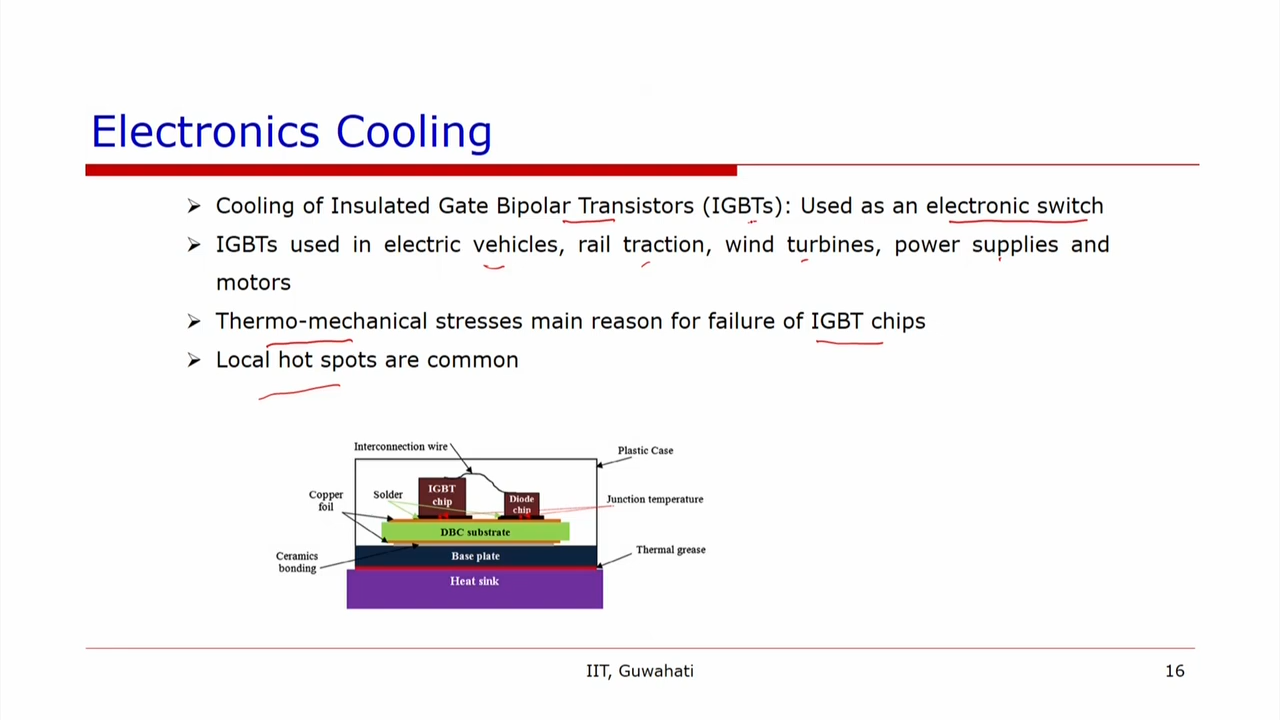 Electronics Cooling
➢ Cooling of Insulated Gate Bipolar Transistors (IGBTs): Used as an electronic switch
➢ IGBTs used in electric vehicles, rail traction, wind turbines, power supplies and
motors
➢ Thermo-mechanical stresses main reason for failure of IGBT chips
➢ Local hot spots are common
Interconnection wire
Plastic Case
Copper
foil
Solder
IGBT
chip
Diode
chip
Junction temperature
DBC substrate
Ceramics
bonding
Base plate
Thermal grease
Heat sink
IIT, Guwahati
16